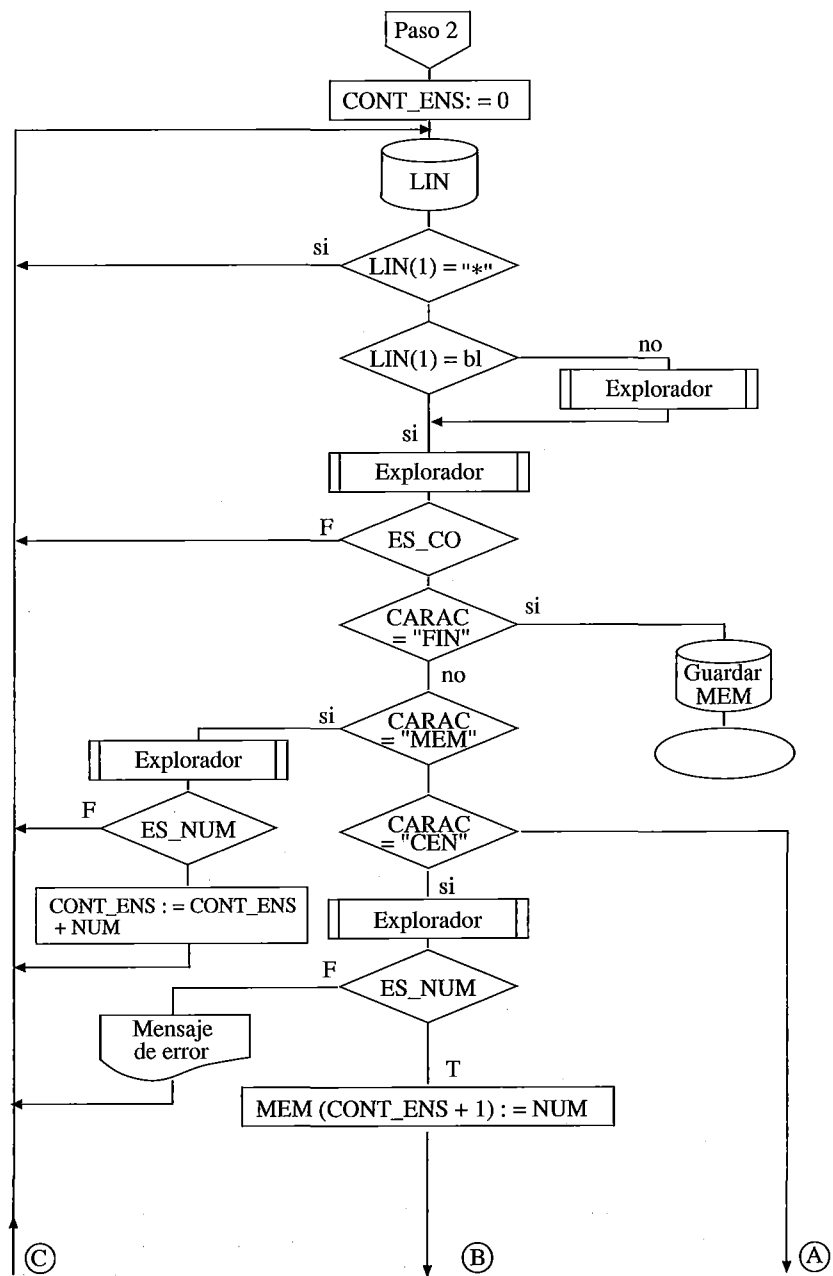 Paso 2
CONT_ENS: = 0
LIN
si
LIN(1) = "*"
LIN(1) = bl
no
Explorador
si
Explorador
F
ES_CO
CARAC
= "FIN"
si
Guardar
MEM
no
si
CARAC
= "MEM"
Explorador
F
ES_NUM
CARAC
= "CEN"
CONT_ENS : = CONT_ENS
+ NUM
si
Explorador
F
ES_NUM
Mensaje
de error
T
MEM (CONT_ENS + 1) : = NUM
C
B
A